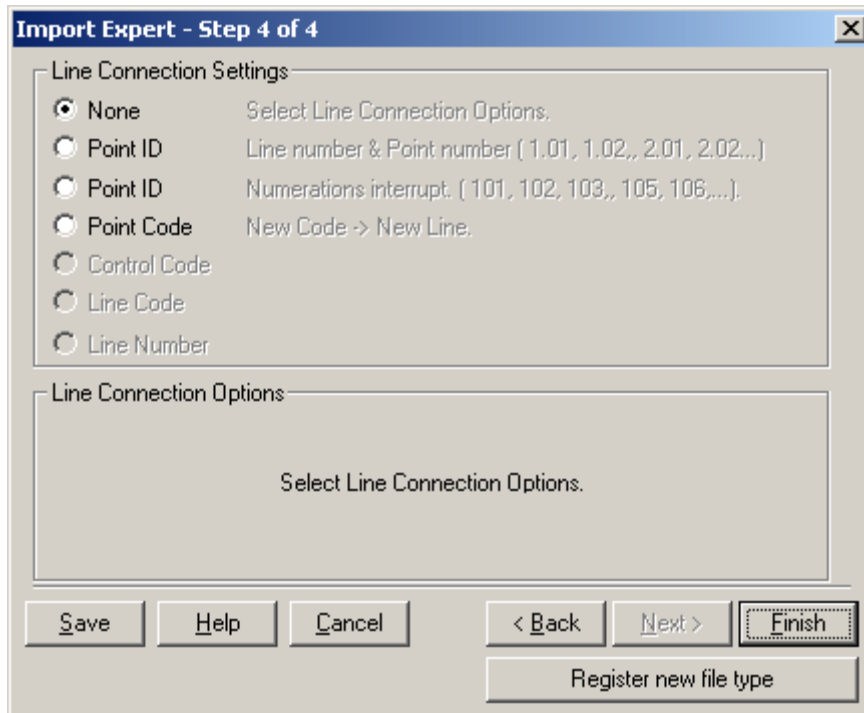 Import Expert - Step 4 of 4
Line Connection Settings
None Select Line Connection Options.
Point ID Line number & Point number ( 1.01, 1.02,, 2.01, 2.02...)
Point ID Numerations interrupt. ( 101, 102, 103,, 105, 106,...).
Point Code New Code -> New Line.
Control Code
Line Code
Line Number
Line Connection Options
Select Line Connection Options.
Save Help Cancel < Back Next > Finish
Register new file type